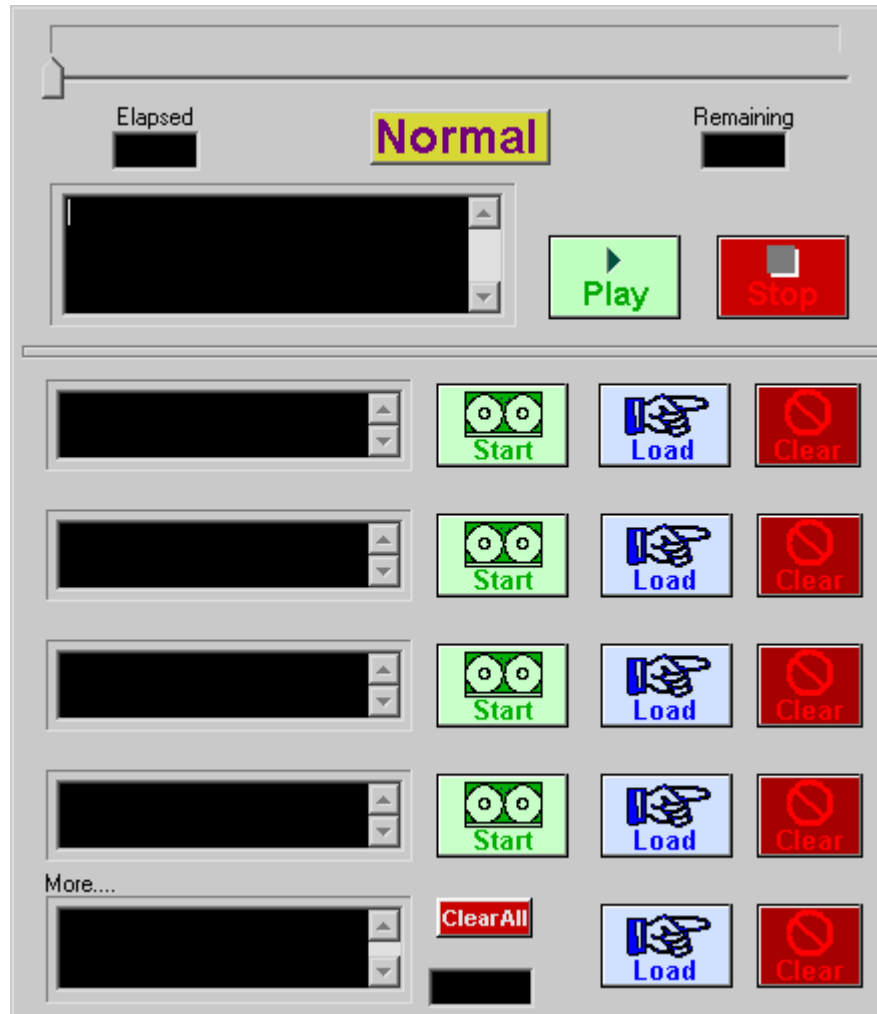 Elapsed
Normal
Remaining
Play
Stop
Start
Load
Clear
Start
Load
Clear
Start
Load
Clear
Start
Load
Clear
More....
ClearAll
Load
Clear